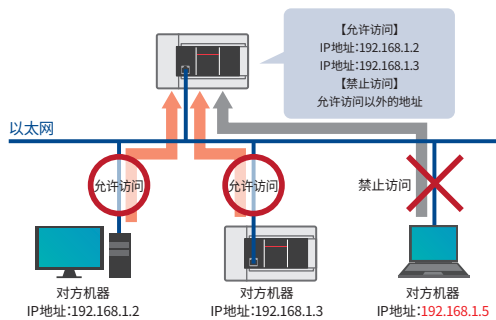 【允许访问】
IP地址:192.168.1.2
IP地址:192.168.1.3
【禁止访问】
允许访问以外的地址
以太网
允许访问
允许访问
禁止访问
对方机器
IP地址:192.168.1.2
对方机器
IP地址:192.168.1.3
对方机器
IP地址:192.168.1.5